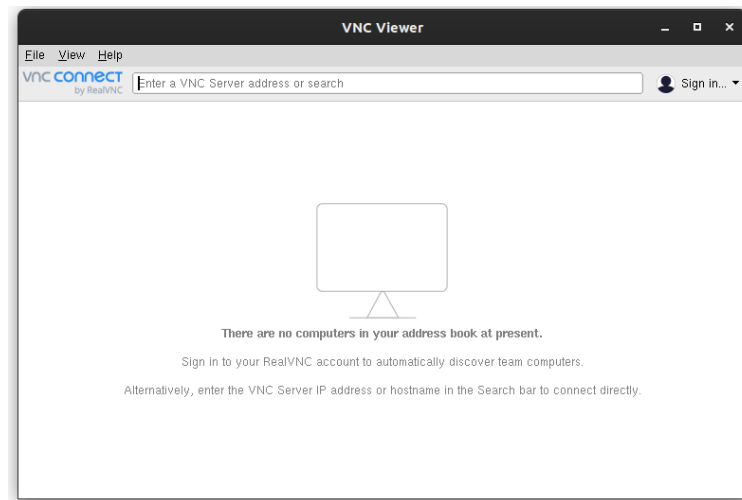 VNC Viewer
File View Help
vnc connect
by RealVNC
Enter a VNC Server address or search
Sign in...
There are no computers in your address book at present.
Sign in to your RealVNC account to automatically discover team computers.
Alternatively, enter the VNC Server IP address or hostname in the Search bar to connect directly.